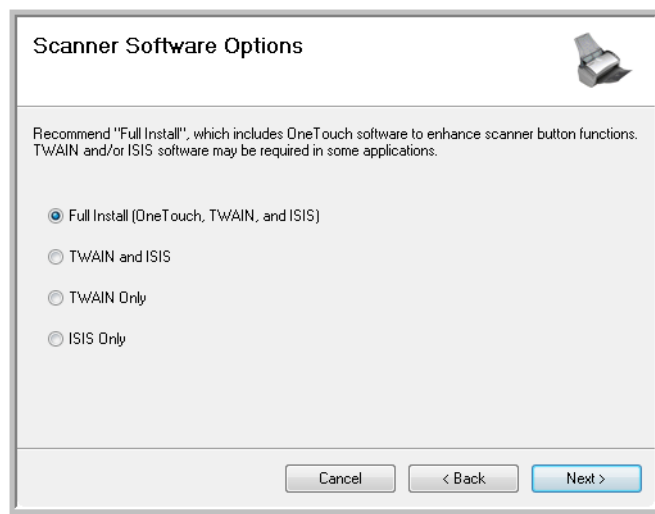 Scanner Software Options
Recommend "Full Install", which includes OneTouch software to enhance scanner button functions.
TWAIN and/or ISIS software may be required in some applications.
Full Install (OneTouch, TWAIN, and ISIS)
TWAIN and ISIS
TWAIN Only
ISIS Only
Cancel
< Back
Next >